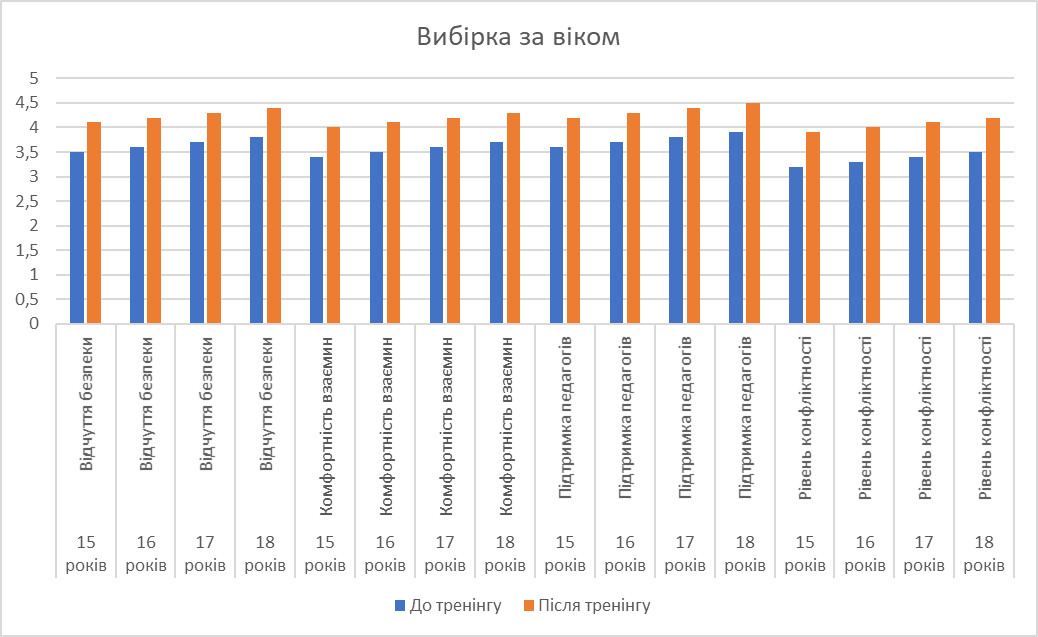 Вибірка за віком
5
4,5
4
3,5
3
2,5
2
1,5
1
0,5
0
Відчуття безпеки
Відчуття безпеки
Відчуття безпеки
Відчуття безпеки
Комфортність взаємин
Комфортність взаємин
Комфортність взаємин
Комфортність взаємин
Підтримка педагогів
Підтримка педагогів
Підтримка педагогів
Підтримка педагогів
Рівень конфліктності
Рівень конфліктності
Рівень конфліктності
Рівень конфліктності
15 16 17 18 15 16 17 18 15 16 17 18 15 16 17 18
років років років років років років років років років років років років років років років років
До тренінгу Після тренінгу